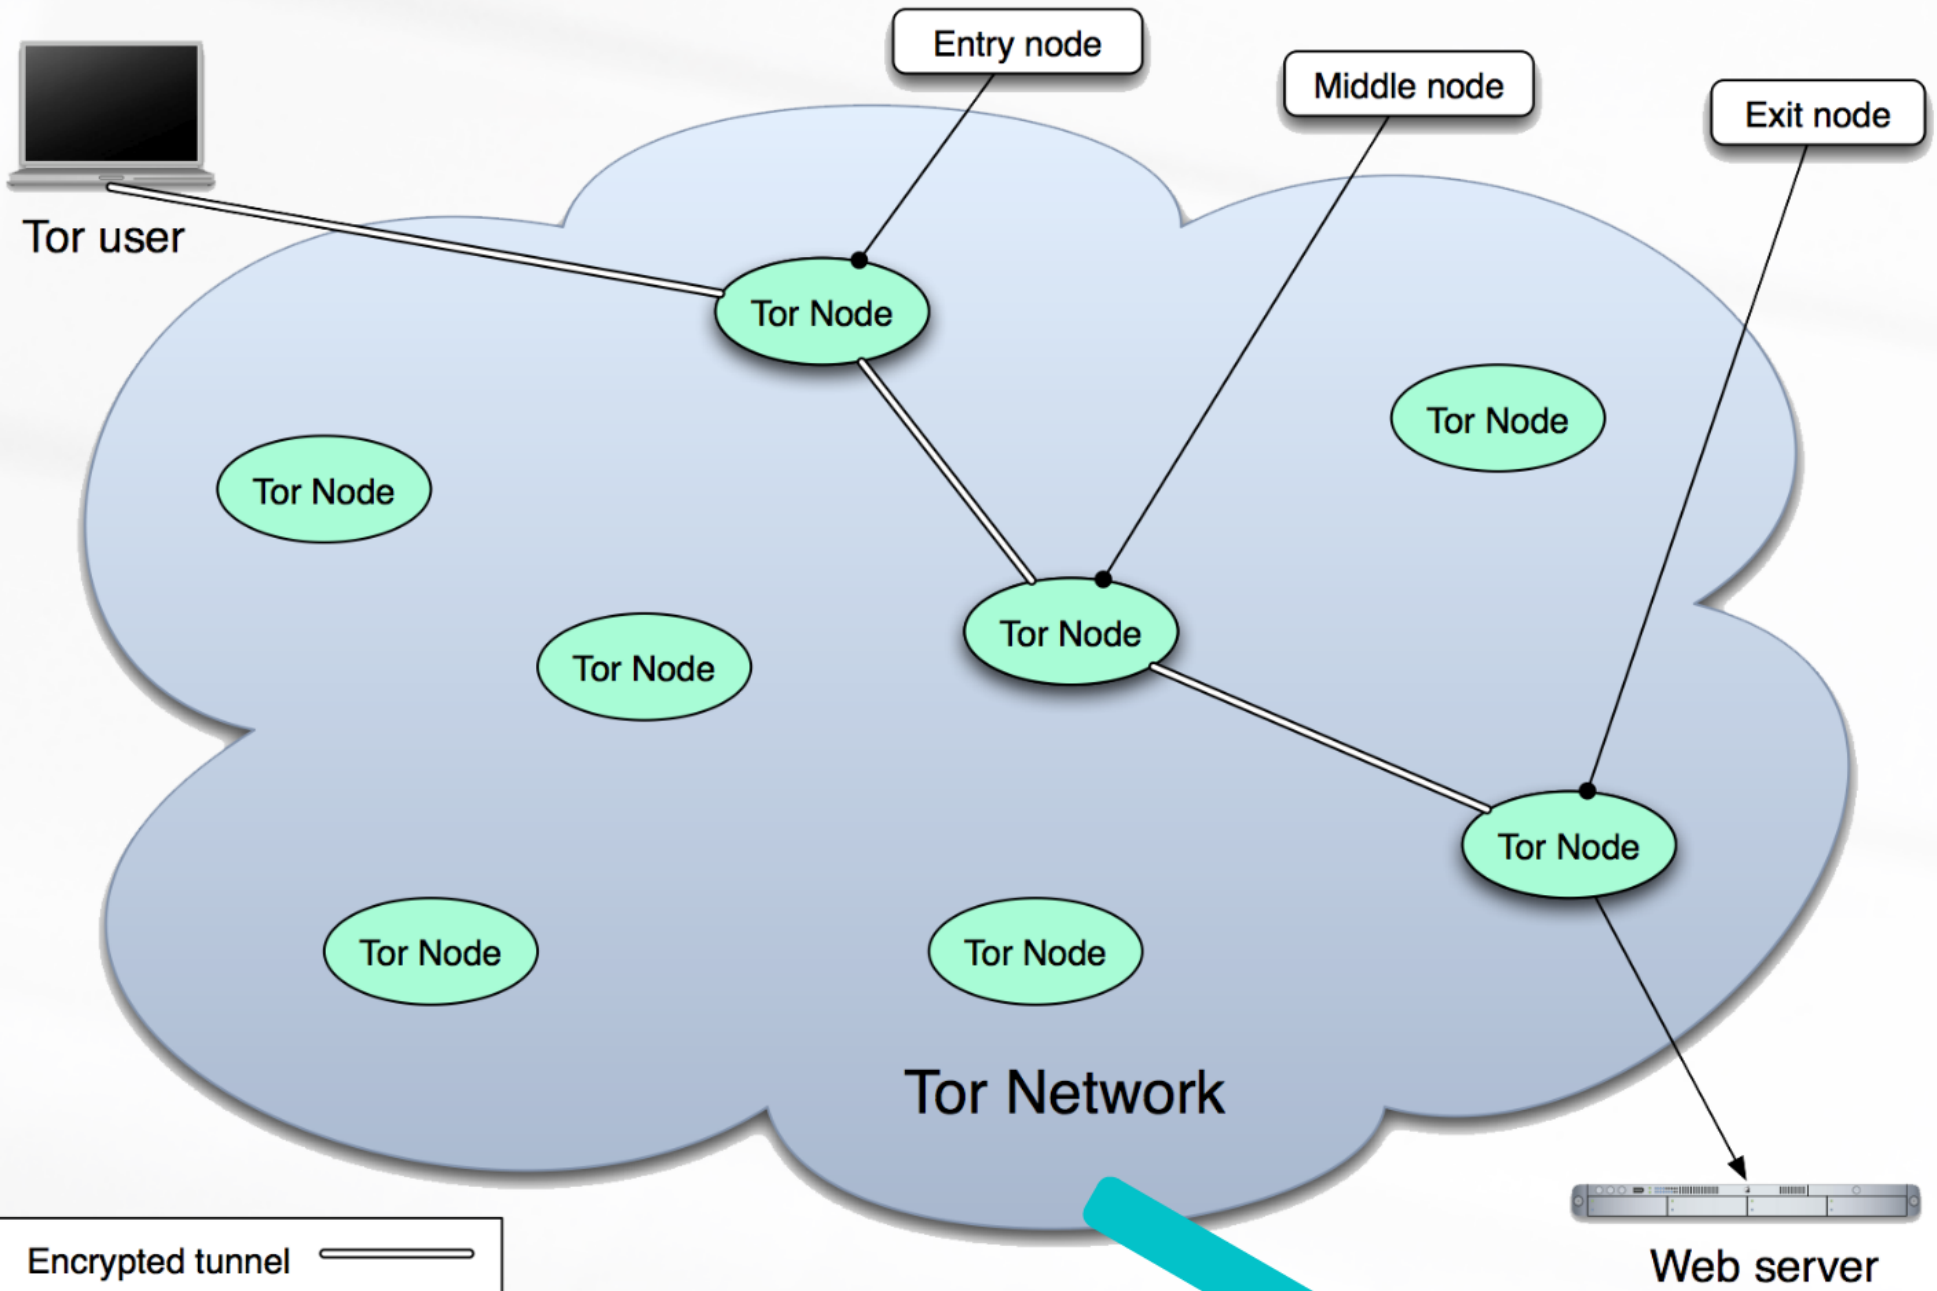 Entry node
Middle node
Exit node
Tor user
Tor Node
Tor Node
Tor Node
Tor Node
Tor Node
Tor Node
Tor Node
Tor Node
Tor Network
Encrypted tunnel
Web server